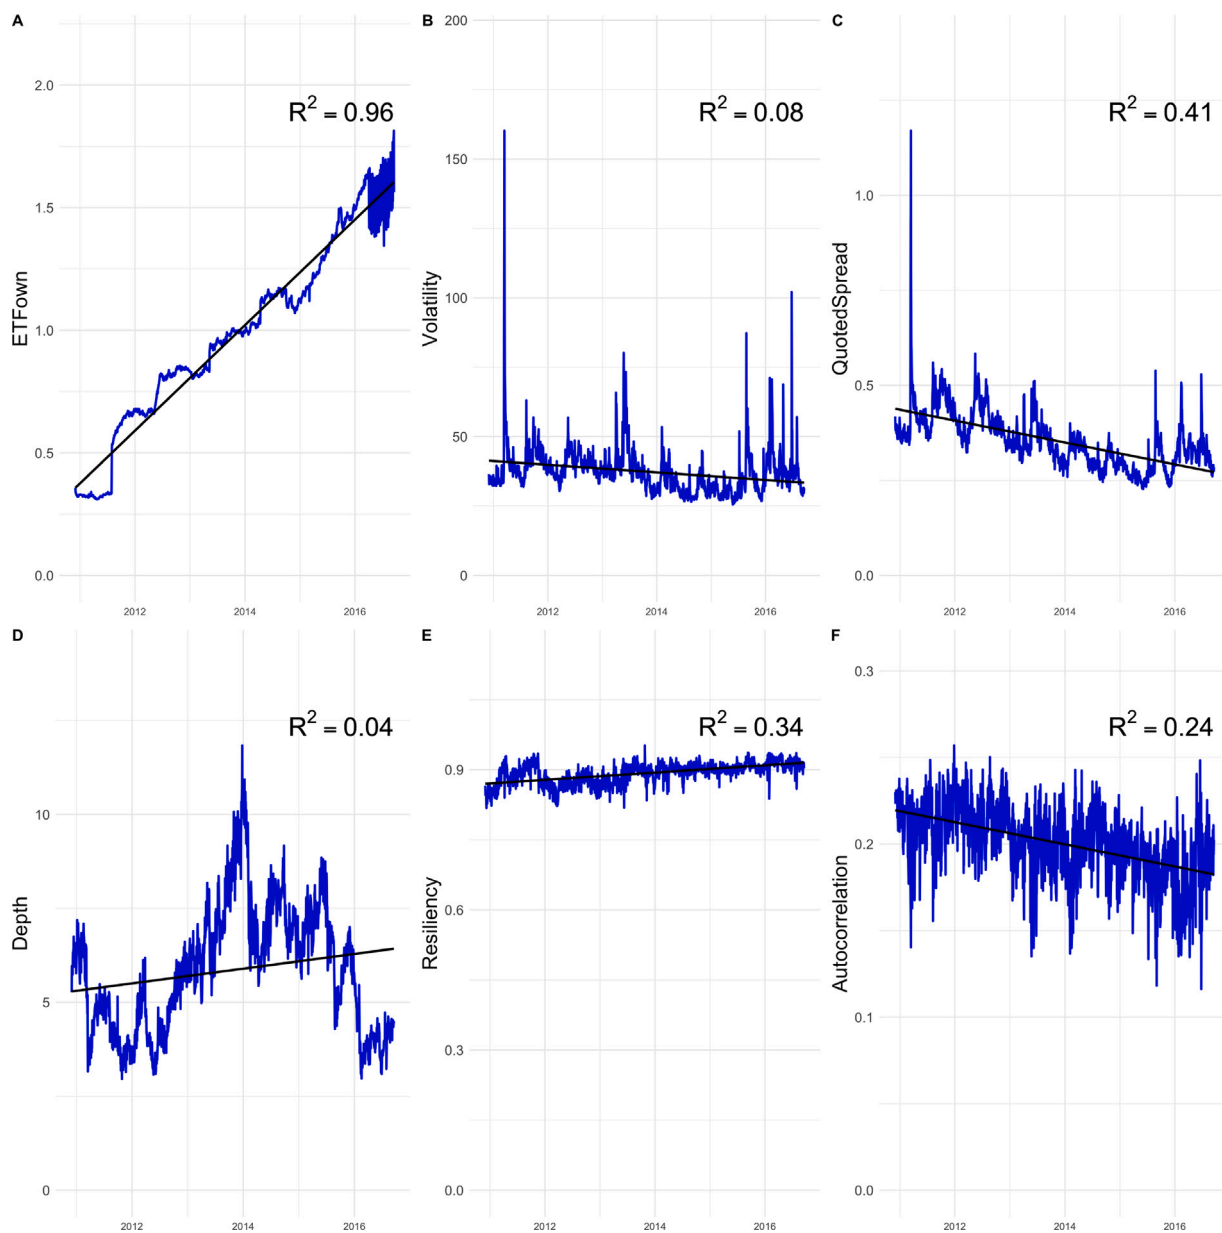 A
2.0
1.5
1.0
0.5
0.0
ETFown
R² = 0.96
2012 2014 2016
B
200
150
100
50
0
Volatility
R² = 0.08
2012 2014 2016
C
1.0
0.5
0.0
QuotedSpread
R² = 0.41
2012 2014 2016
D
10
5
0
Depth
R² = 0.04
2012 2014 2016
E
0.9
0.6
0.3
0.0
Resiliency
R² = 0.34
2012 2014 2016
F
0.3
0.2
0.1
0.0
Autocorrelation
R² = 0.24
2012 2014 2016